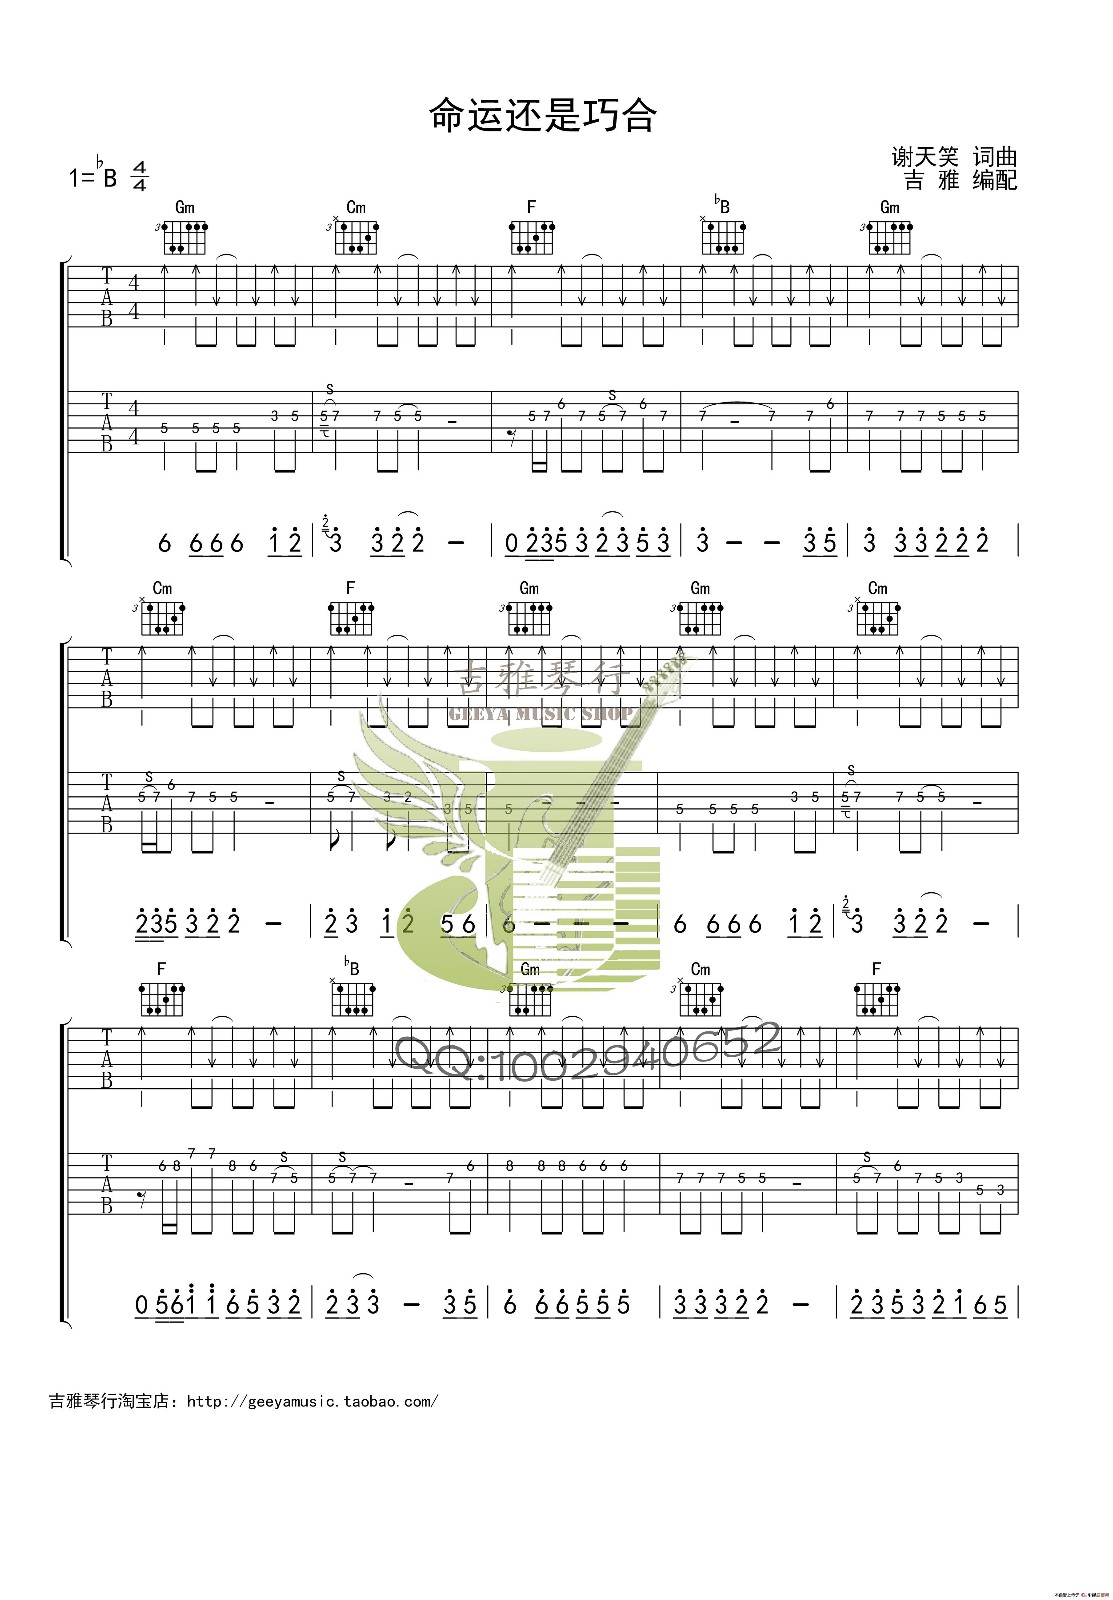 命运还是巧合
谢天笑 词曲
1=♭B 4/4
吉 雅 编配
Gm Cm F ♭B Gm
T A B 4/4
S S
T A B 4/4
5 5 5 5 3 5 5 7 7 5 5 - 5 7 6 7 5 7 6 7 7 - 7 7 6 7 7 7 5 5 5
6 6 6 6 1 2 2 3 3 2 2 - 0 2 3 5 3 2 3 5 3 3 - - 3 5 3 3 3 2 2 2
Cm F Gm Gm Cm
T A B
吉雅琴行
GEEYA MUSIC SHOP
S S S
T A B
5 7 6 7 5 5 - 5 7 3 2 3 5 5 - - - 5 5 5 5 3 5 5 7 7 5 5 -
2 3 5 3 2 2 - 2 3 1 2 5 6 6 - - - 6 6 6 6 1 2 2 3 3 2 2 -
F ♭B Gm Cm F
T A B
QQ:1002940652
S S S
T A B
6 8 7 7 8 6 7 5 5 7 7 - 7 6 8 8 8 6 6 6 7 7 7 5 5 - 5 7 6 7 5 3 5 3
0 5 6 1 1 6 5 3 2 2 3 3 - 3 5 6 6 6 5 5 5 3 3 3 2 2 - 2 3 5 3 2 1 6 5
吉雅琴行淘宝店：http://geeyamusic.taobao.com/